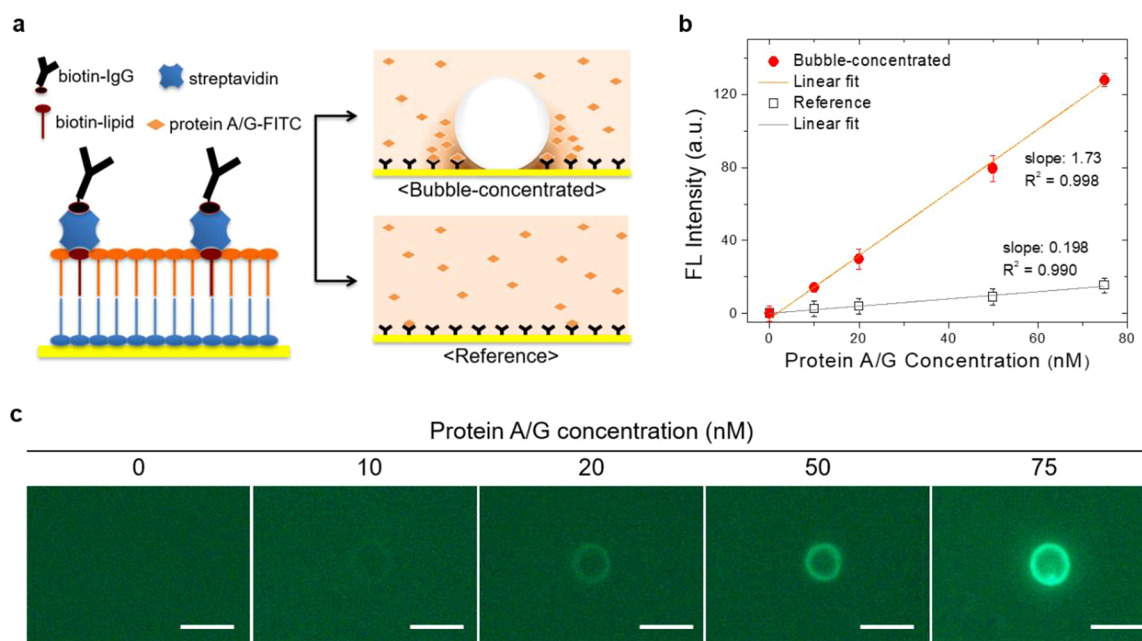 a
biotin-IgG
streptavidin
biotin-lipid
protein A/G-FITC
<Bubble-concentrated>
<Reference>
b
Bubble-concentrated
Linear fit
Reference
Linear fit
120
80
40
0
FL Intensity (a.u.)
slope: 1.73
R² = 0.998
slope: 0.198
R² = 0.990
0 20 40 60 80
Protein A/G Concentration (nM)
c
Protein A/G concentration (nM)
0 10 20 50 75